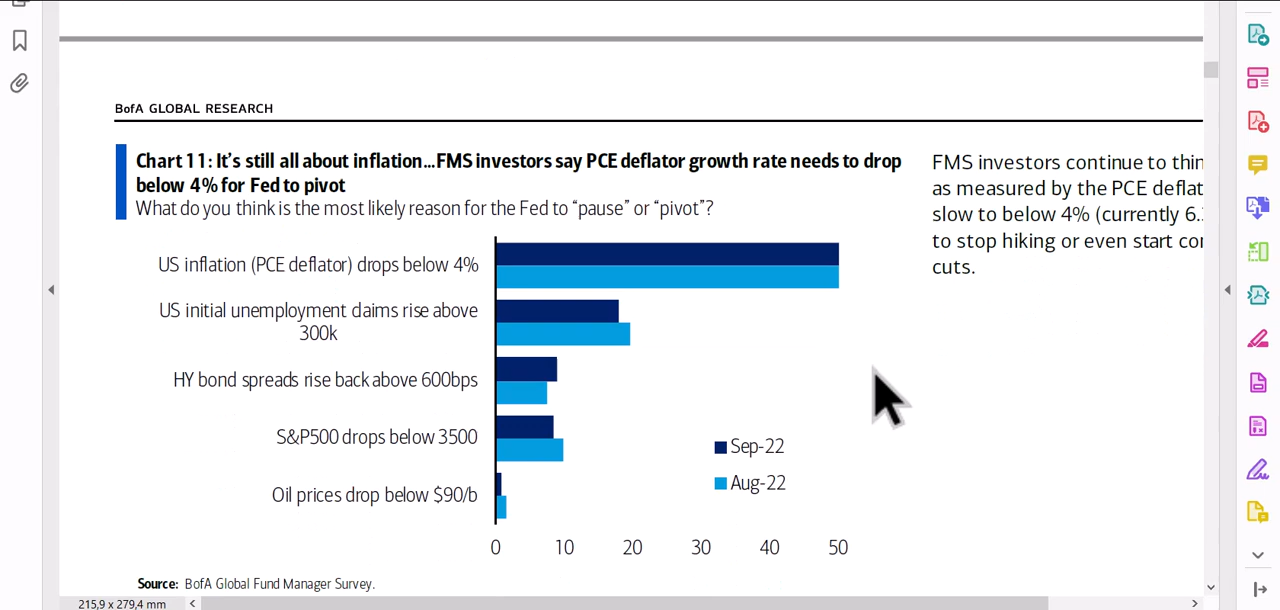 BofA GLOBAL RESEARCH
Chart 11: It's still all about inflation...FMS investors say PCE deflator growth rate needs to drop
below 4% for Fed to pivot
What do you think is the most likely reason for the Fed to “pause” or “pivot”?
FMS investors continue to
as measured by the PCE
slow to below 4% (currently
to stop hiking or even start
cuts.
US inflation (PCE deflator) drops below 4%
US initial unemployment claims rise above
300k
HY bond spreads rise back above 600bps
S&P500 drops below 3500
Oil prices drop below $90/b
Sep-22
Aug-22
0 10 20 30 40 50
Source: BofA Global Fund Manager Survey.
215,9 x 279,4 mm